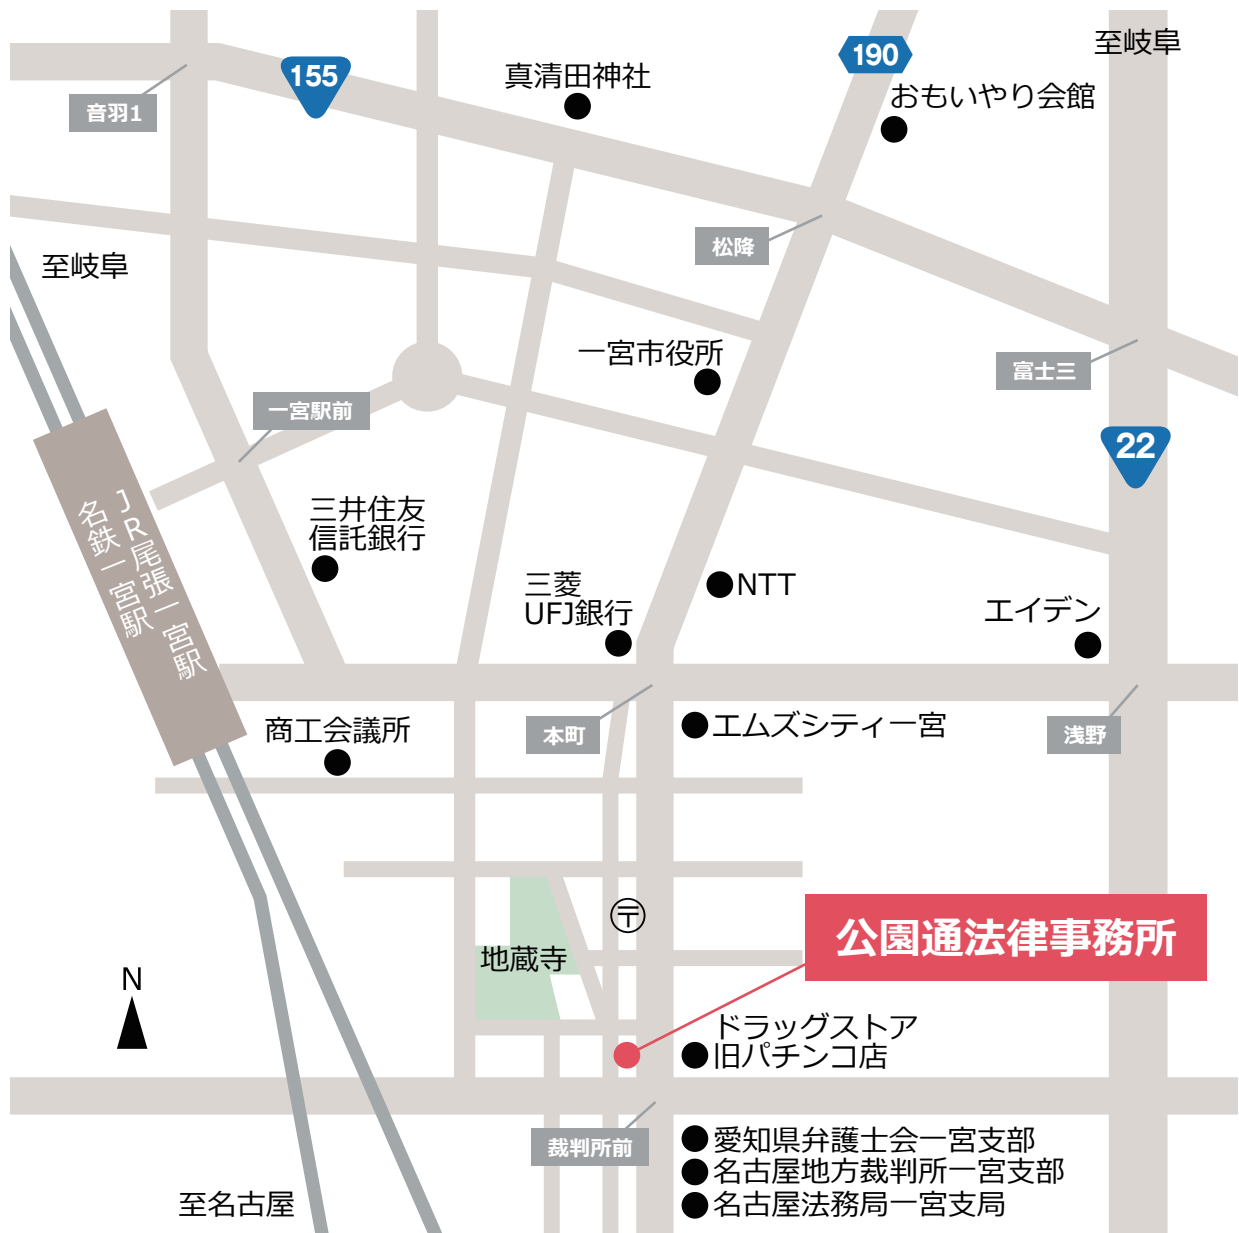 至岐阜
190
155
真清田神社
おもいやり会館
音羽1
松降
至岐阜
一宮市役所
富士三
一宮駅前
22
三井住友
信託銀行
JR尾張一宮駅
名鉄一宮駅
三菱
UFJ銀行
NTT
エイデン
商工会議所
本町
エムズシティ一宮
浅野
〒
公園通法律事務所
地蔵寺
N
ドラッグストア
旧パチンコ店
裁判所前
愛知県弁護士会一宮支部
名古屋地方裁判所一宮支部
名古屋法務局一宮支局
至名古屋